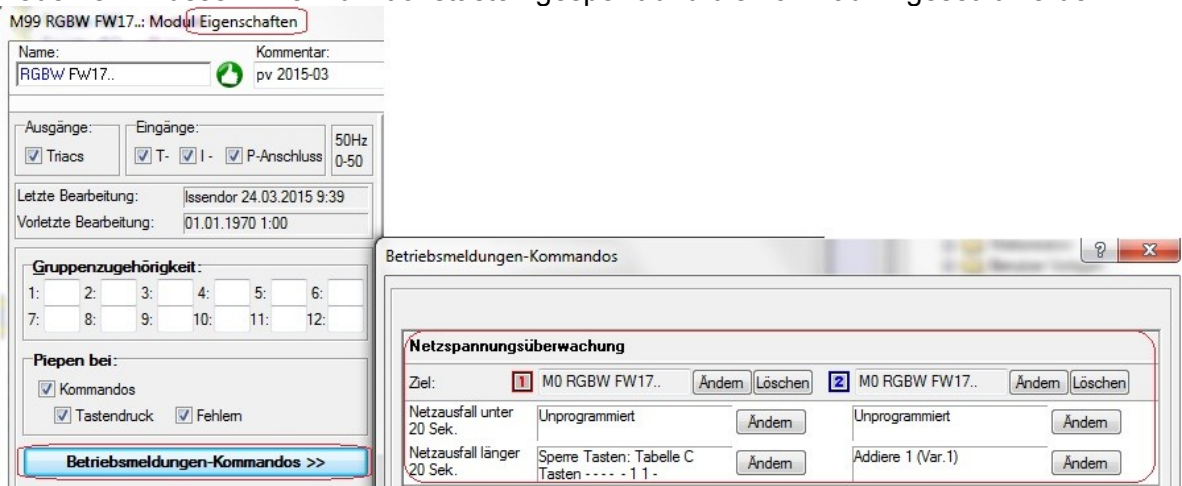 M99 RGBW FW17..: Modul Eigenschaften
Name: Kommentar:
RGBW FW17.. pv 2015-03
Ausgänge: Eingänge: 50Hz
Triacs T- I - P-Anschluss 0-50
Letzte Bearbeitung: Issendor 24.03.2015 9:39
Vorletzte Bearbeitung: 01.01.1970 1:00
Gruppenzugehörigkeit:
1: 2: 3: 4: 5: 6:
7: 8: 9: 10: 11: 12:
Piepen bei:
Kommandos
Tastendruck Fehlern
Betriebsmeldungen-Kommandos >>
Betriebsmeldungen-Kommandos ? X
Netzspannungsüberwachung
Ziel: 1 M0 RGBW FW17.. Ändern Löschen 2 M0 RGBW FW17.. Ändern Löschen
Netzausfall unter Unprogrammiert Ändern Unprogrammiert Ändern
20 Sek.
Netzausfall länger Sperre Tasten: Tabelle C Ändern Addiere 1 (Var.1) Ändern
20 Sek. Tasten - - - - - 1 1 -